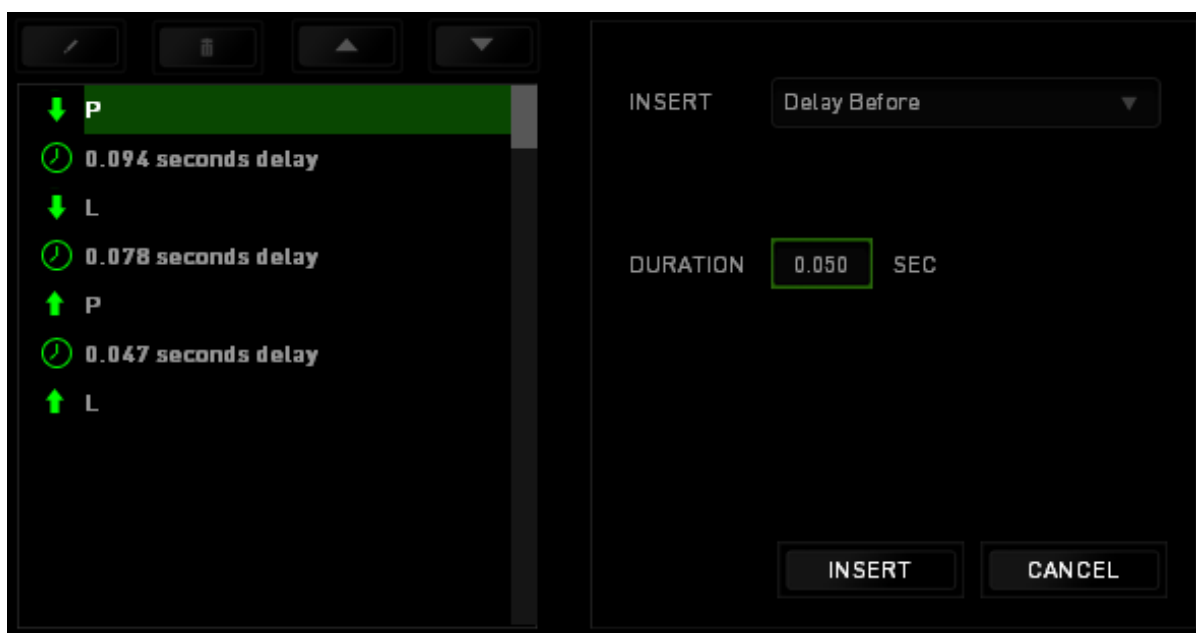 P
0.094 seconds delay
L
0.078 seconds delay
P
0.047 seconds delay
L
INSERT Delay Before
DURATION 0.050 SEC
INSERT CANCEL